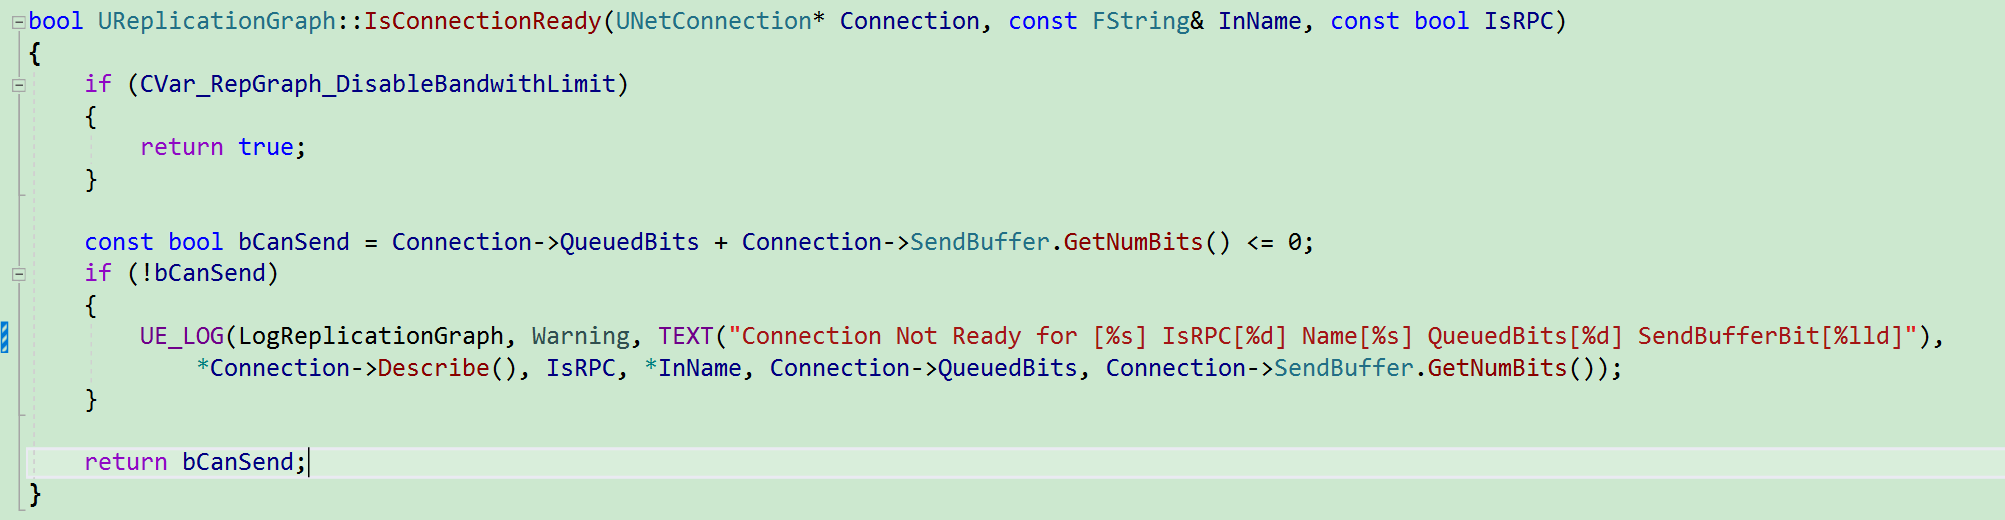 bool UReplicationGraph::IsConnectionReady(UNetConnection* Connection, const FString& InName, const bool IsRPC)
{
    if (CVar_RepGraph_DisableBandwithLimit)
    {
        return true;
    }

    const bool bCanSend = Connection->QueuedBits + Connection->SendBuffer.GetNumBits() <= 0;
    if (!bCanSend)
    {
        UE_LOG(LogReplicationGraph, Warning, TEXT("Connection Not Ready for [%s] IsRPC[%d] Name[%s] QueuedBits[%d] SendBufferBit[%lld]"),
            *Connection->Describe(), IsRPC, *InName, Connection->QueuedBits, Connection->SendBuffer.GetNumBits());
    }

    return bCanSend;
}